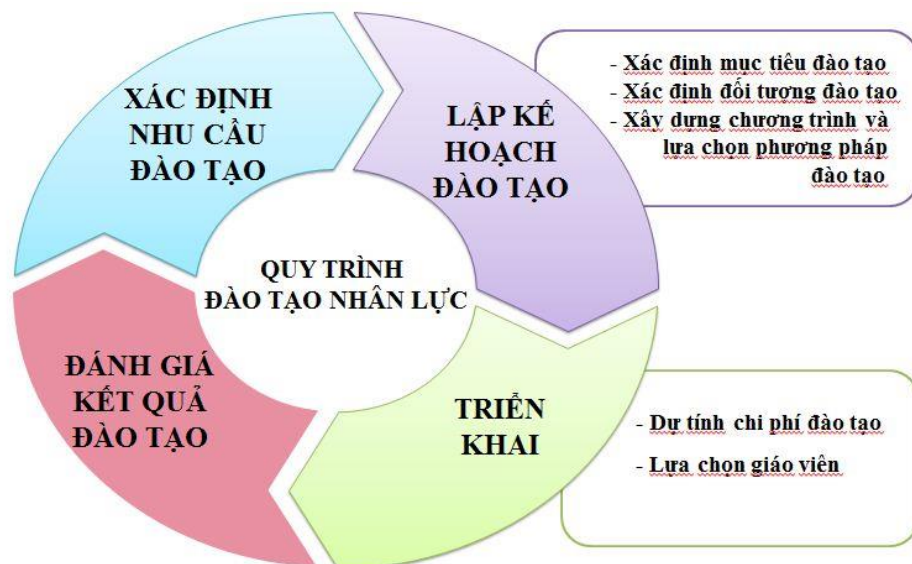 XÁC ĐỊNH
NHU CẦU
ĐÀO TẠO
LẬP KẾ
HOẠCH
ĐÀO TẠO
- Xác định mục tiêu đào tạo
- Xác định đối tượng đào tạo
- Xây dựng chương trình và
lựa chọn phương pháp
đào tạo
QUY TRÌNH
ĐÀO TẠO NHÂN LỰC
ĐÁNH GIÁ
KẾT QUẢ
ĐÀO TẠO
TRIỂN
KHAI
- Dự tính chi phí đào tạo
- Lựa chọn giáo viên